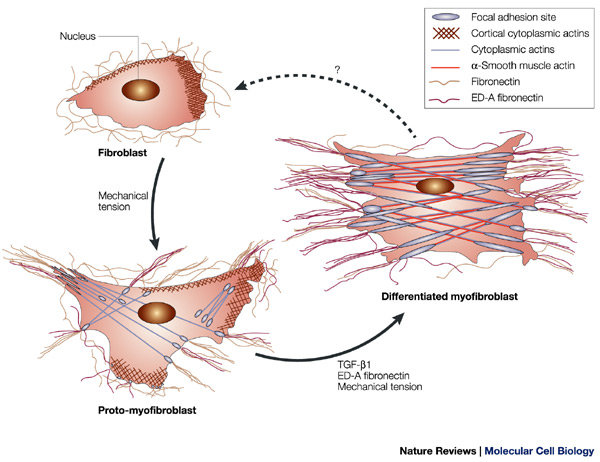 Focal adhesion site
Cortical cytoplasmic actins
Cytoplasmic actins
α-Smooth muscle actin
Fibronectin
ED-A fibronectin
Nucleus
?
Fibroblast
Mechanical
tension
Differentiated myofibroblast
TGF-β1
ED-A fibronectin
Mechanical tension
Proto-myofibroblast
Nature Reviews | Molecular Cell Biology